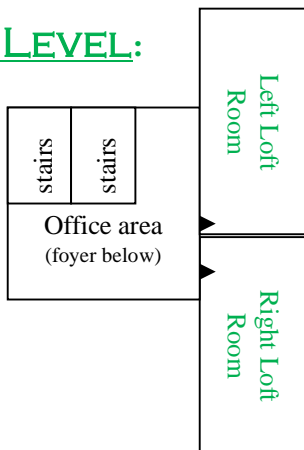 LEVEL:
Left Loft
Room
stairs
stairs
Office area
(foyer below)
Right Loft
Room